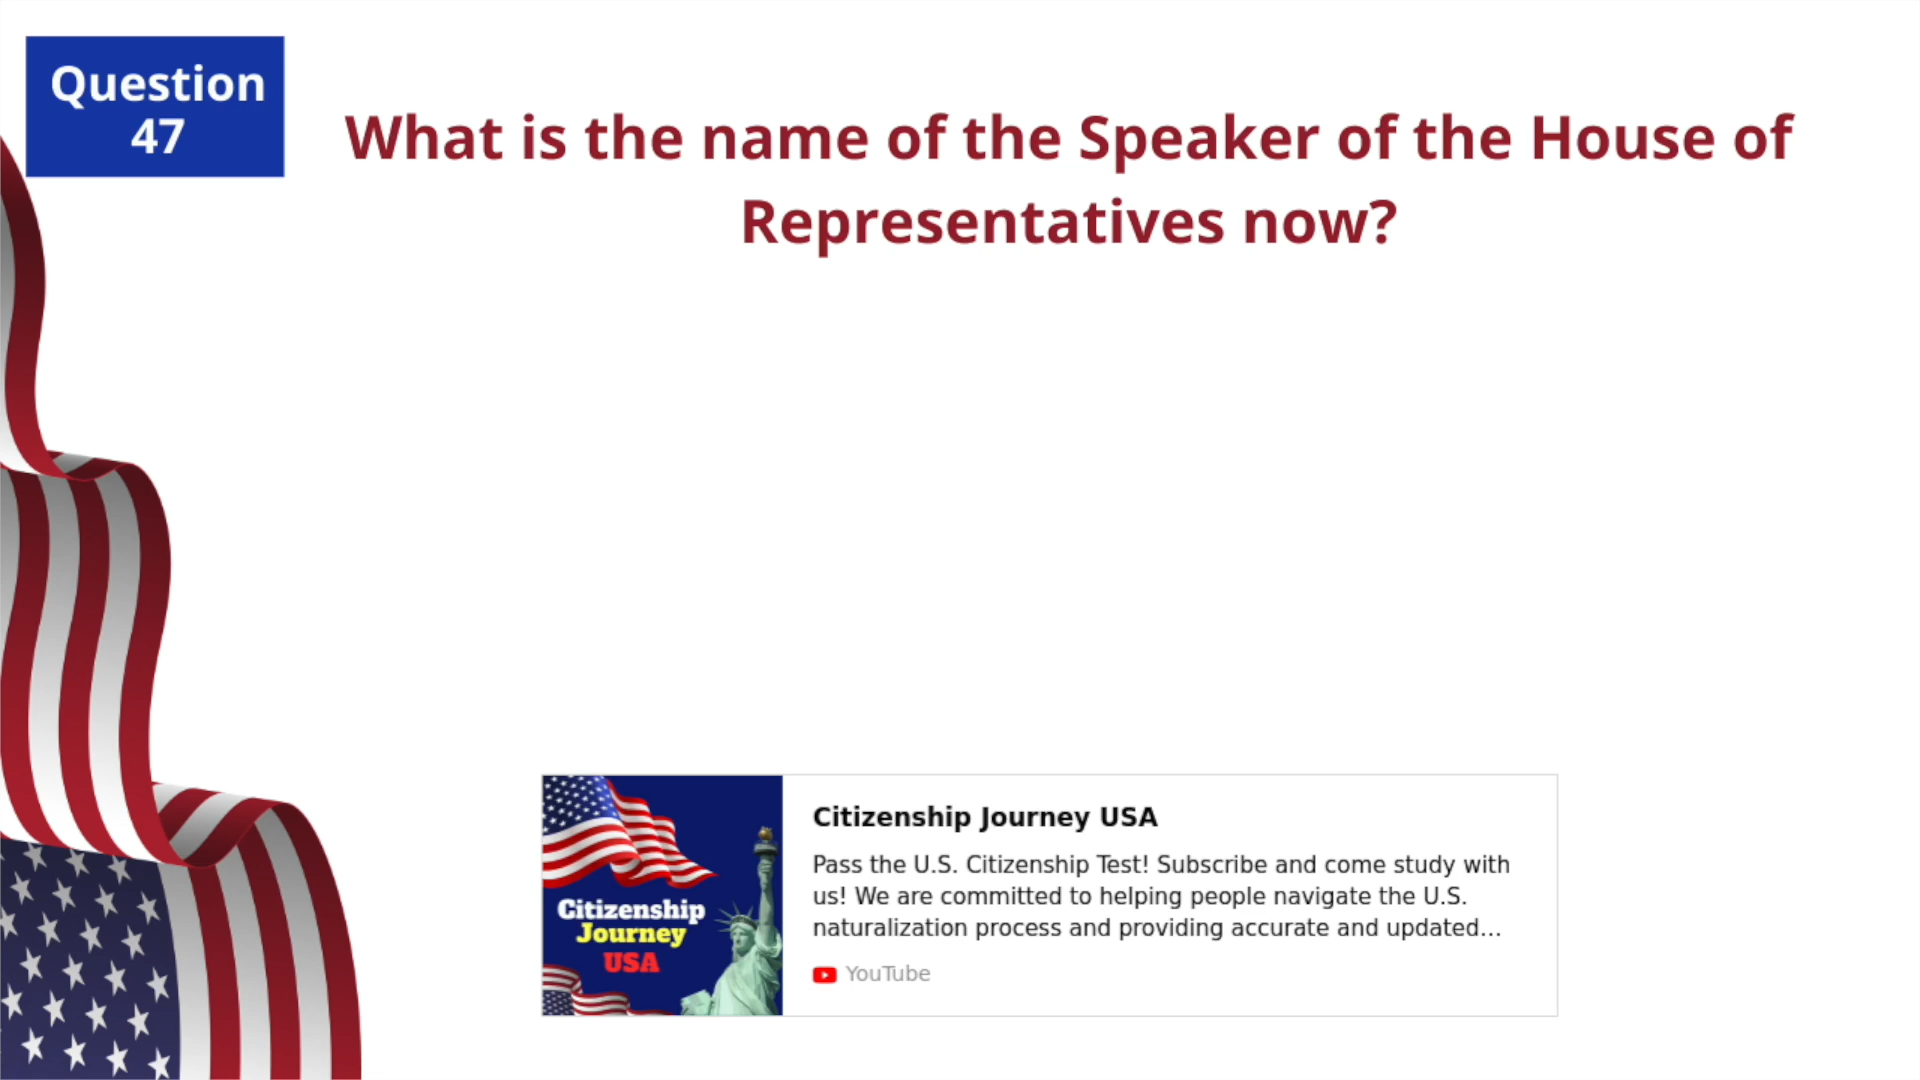 Question
47
What is the name of the Speaker of the House of
Representatives now?
Citizenship
Journey
USA
Citizenship Journey USA
Pass the U.S. Citizenship Test! Subscribe and come study with
us! We are committed to helping people navigate the U.S.
naturalization process and providing accurate and updated...
YouTube